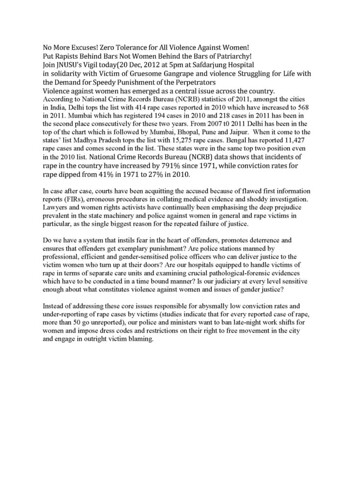 No More Excuses! Zero Tolerance for All Violence Against Women!
Put Rapists Behind Bars Not Women Behind the Bars of Patriarchy!
Join JNUSU's Vigil today(20 Dec, 2012 at 5pm at Safdarjung Hospital
in solidarity with Victim of Gruesome Gangrape and violence Struggling for Life with
the Demand for Speedy Punishment of the Perpetrators
Violence against women has emerged as a central issue across the country.
According to National Crime Records Bureau (NCRB) statistics of 2011, amongst the cities
in India, Delhi tops the list with 414 rape cases reported in 2010 which have increased to 568
in 2011. Mumbai which has registered 194 cases in 2010 and 218 cases in 2011 has been in
the second place consecutively for these two years. From 2007 t0 2011 Delhi has been in the
top of the chart which is followed by Mumbai, Bhopal, Pune and Jaipur.  When it come to the
states' list Madhya Pradesh tops the list with 15,275 rape cases. Bengal has reported 11,427
rape cases and comes second in the list. These states were in the same top two position even
in the 2010 list. National Crime Records Bureau [NCRB] data shows that incidents of
rape in the country have increased by 791% since 1971, while conviction rates for
rape dipped from 41% in 1971 to 27% in 2010.
In case after case, courts have been acquitting the accused because of flawed first information
reports (FIRs), erroneous procedures in collating medical evidence and shoddy investigation.
Lawyers and women rights activists have continually been emphasising the deep prejudice
prevalent in the state machinery and police against women in general and rape victims in
particular, as the single biggest reason for the repeated failure of justice.
Do we have a system that instils fear in the heart of offenders, promotes deterrence and
ensures that offenders get exemplary punishment? Are police stations manned by
professional, efficient and gender-sensitised police officers who can deliver justice to the
victim women who turn up at their doors? Are our hospitals equipped to handle victims of
rape in terms of separate care units and examining crucial pathological-forensic evidences
which have to be conducted in a time bound manner? Is our judiciary at every level sensitive
enough about what constitutes violence against women and issues of gender justice?
Instead of addressing these core issues responsible for abysmally low conviction rates and
under-reporting of rape cases by victims (studies indicate that for every reported case of rape,
more than 50 go unreported), our police and ministers want to ban late-night work shifts for
women and impose dress codes and restrictions on their right to free movement in the city
and engage in outright victim blaming.